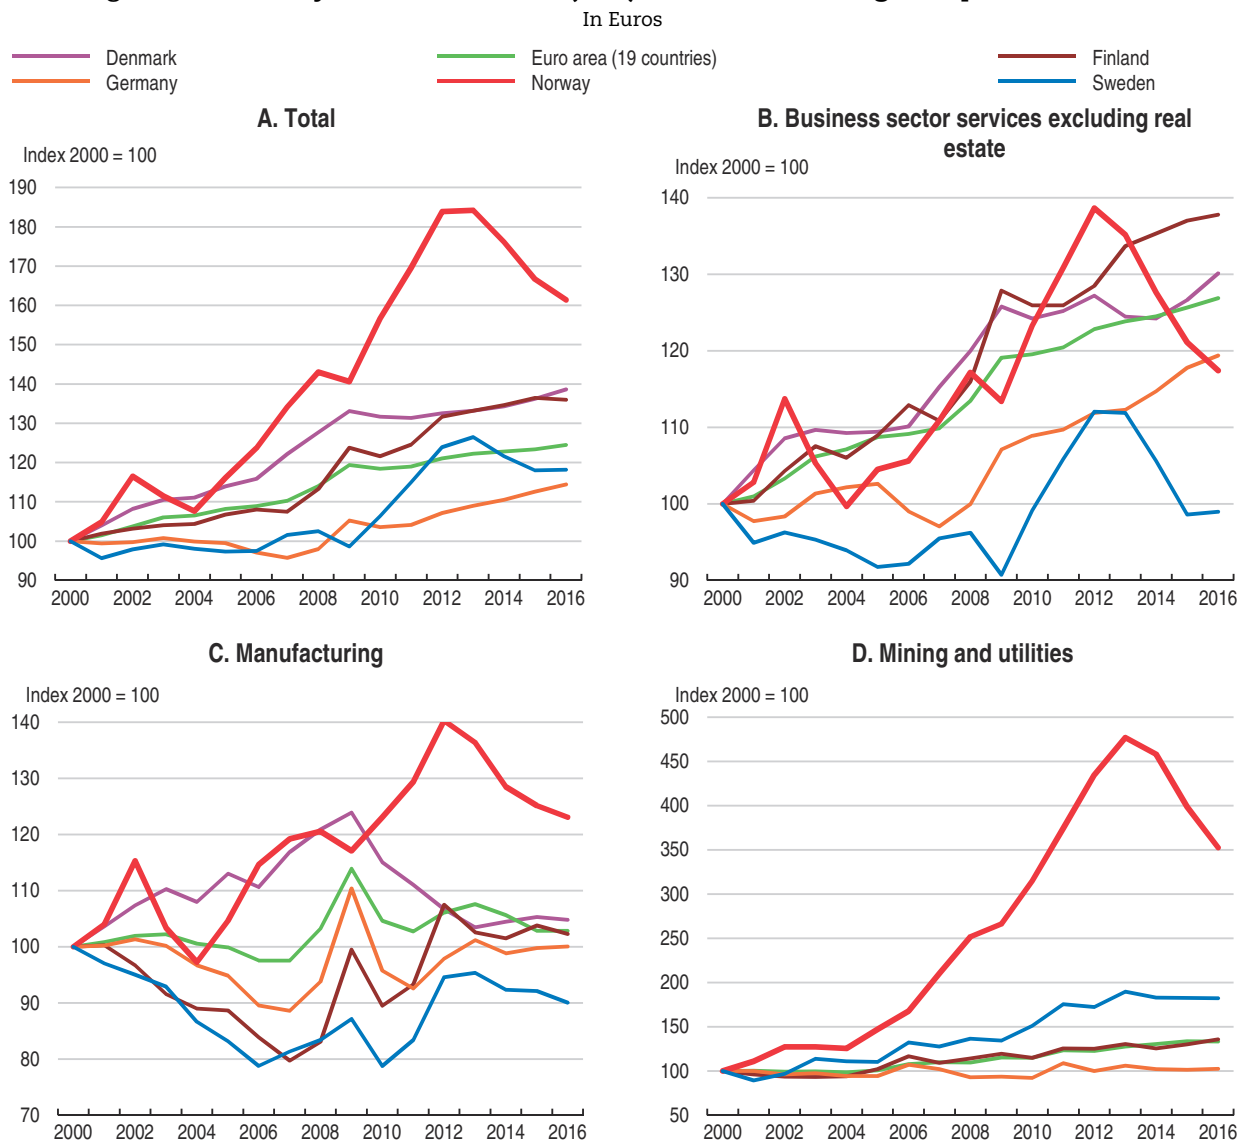 In Euros
Denmark
Euro area (19 countries)
Finland
Germany
Norway
Sweden
A. Total
Index 2000 = 100
190
180
170
160
150
140
130
120
110
100
90
2000 2002 2004 2006 2008 2010 2012 2014 2016
B. Business sector services excluding real
estate
Index 2000 = 100
140
130
120
110
100
90
2000 2002 2004 2006 2008 2010 2012 2014 2016
C. Manufacturing
Index 2000 = 100
140
130
120
110
100
90
80
70
2000 2002 2004 2006 2008 2010 2012 2014 2016
D. Mining and utilities
Index 2000 = 100
500
450
400
350
300
250
200
150
100
50
2000 2002 2004 2006 2008 2010 2012 2014 2016